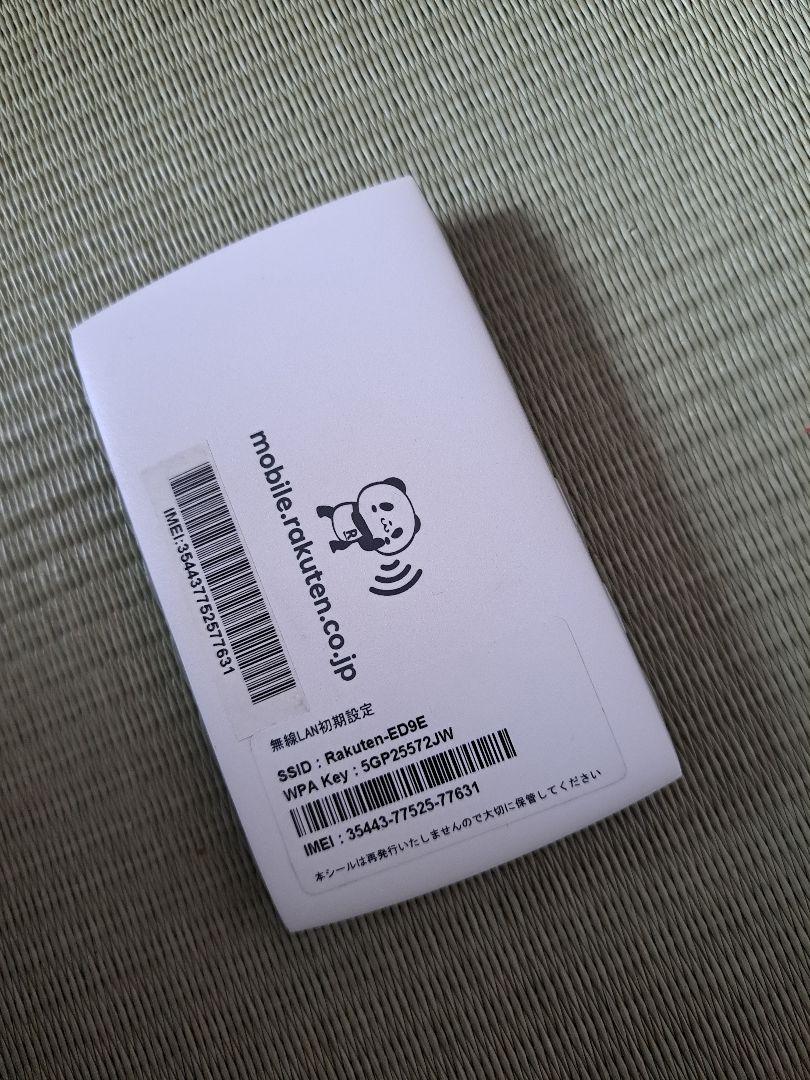 mobile.rakuten.co.jp
R
IMEI:354437752577631
無線LAN初期設定
SSID：Rakuten-ED9E
WPA Key：5GP25572JW
IMEI：35443-77525-77631
本シールは再発行いたしませんので大切に保管してください